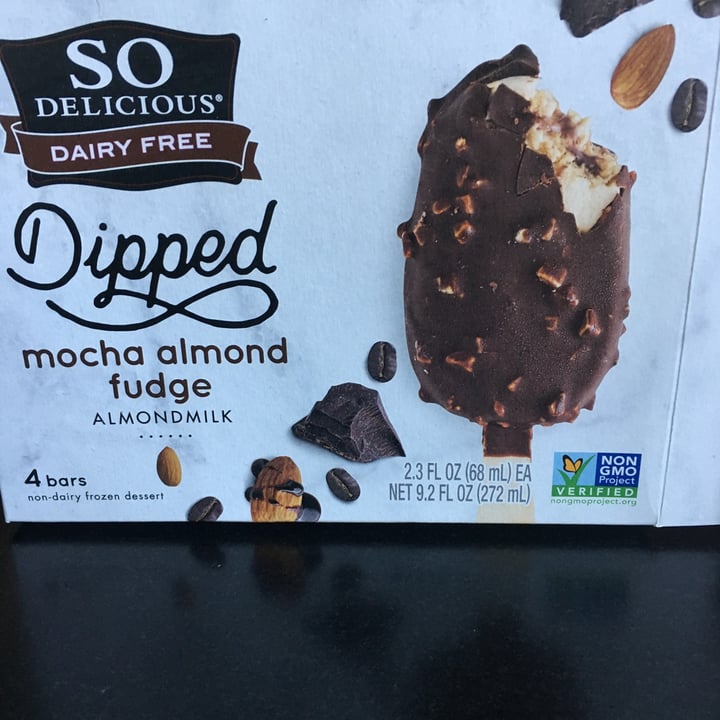 SO
DELICIOUS®
DAIRY FREE
Dipped
mocha almond
fudge
ALMONDMILK
4 bars
non-dairy frozen dessert
2.3 FL OZ (68 mL) EA
NET 9.2 FL OZ (272 mL)
NON
GMO
Project
VERIFIED
nongmoproject.org